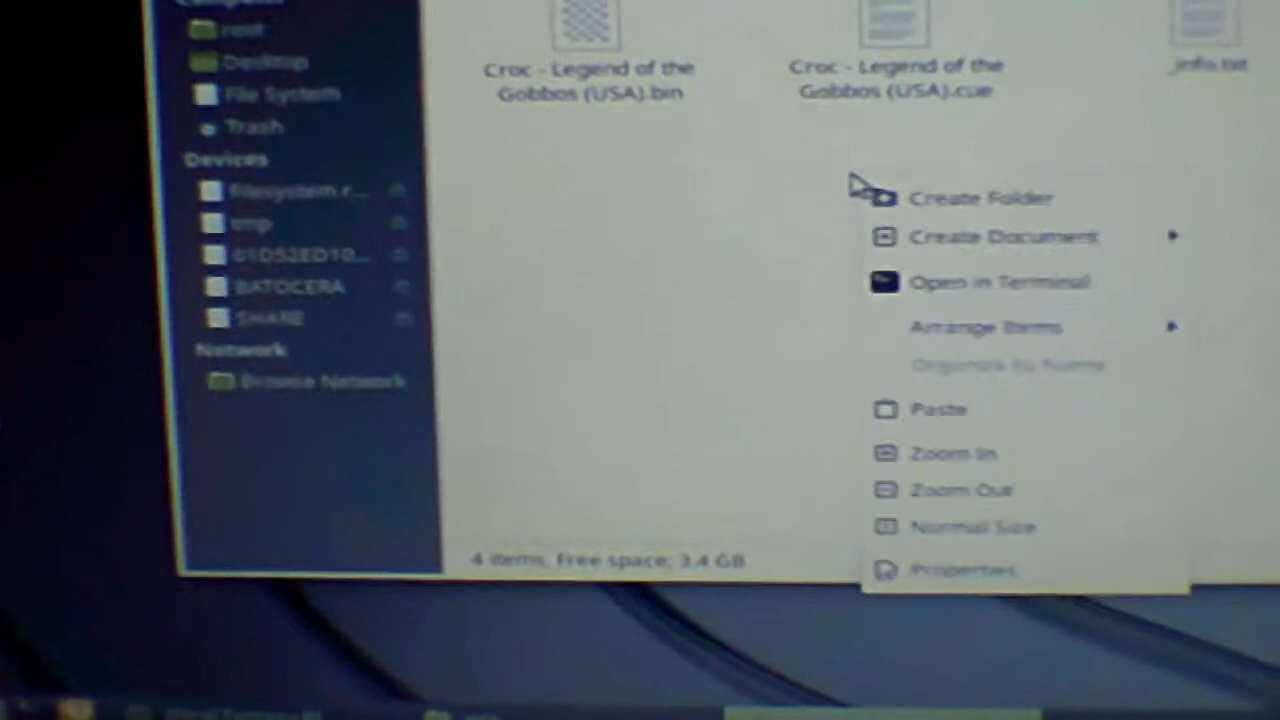 root
Desktop
File System
Trash
Devices
filesystem.r...
tmp
01D52ED10...
BATOCERA
SHARE
Network
Browse Network
Croc - Legend of the
Gobbos (USA).bin
Croc - Legend of the
Gobbos (USA).cue
_info.txt
Create Folder
Create Document
Open in Terminal
Arrange Items
Organize by Name
Paste
Zoom In
Zoom Out
Normal Size
Properties
4 items, Free space: 3.4 GB